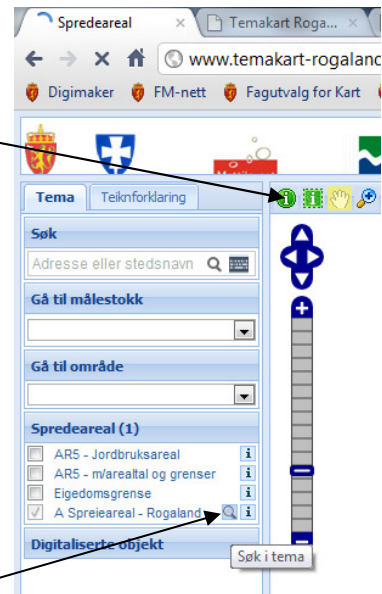 Spredeareal
Temakart Roga...
www.temakart-rogaland
Digimaker
FM-nett
Fagutvalg for Kart
Tema
Teiknforklaring
Søk
Adresse eller stedsnavn
Gå til målestokk
Gå til område
Spredeareal (1)
AR5 - Jordbruksareal
AR5 - m/arealtal og grenser
Eigedomsgrense
A Spreieareal - Rogaland
Digitaliserte objekt
Søk i tema